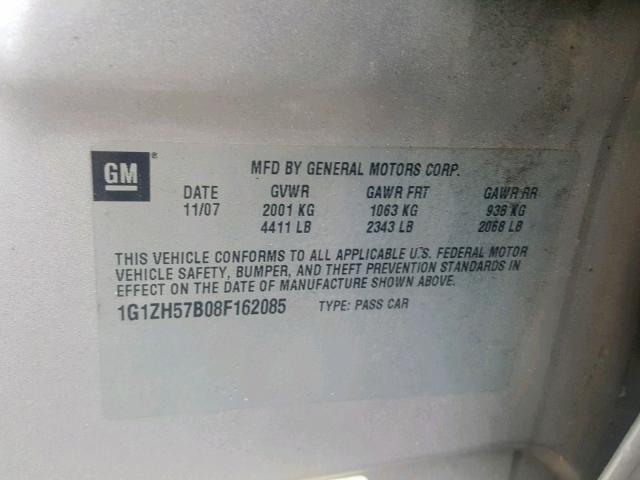 GM ®
MFD BY GENERAL MOTORS CORP.
DATE GVWR GAWR FRT GAWR RR
11/07 2001 KG 1063 KG 938 KG
4411 LB 2343 LB 2068 LB
THIS VEHICLE CONFORMS TO ALL APPLICABLE U.S. FEDERAL MOTOR
VEHICLE SAFETY, BUMPER, AND THEFT PREVENTION STANDARDS IN
EFFECT ON THE DATE OF MANUFACTURE SHOWN ABOVE.
1G1ZH57B08F162085 TYPE: PASS CAR